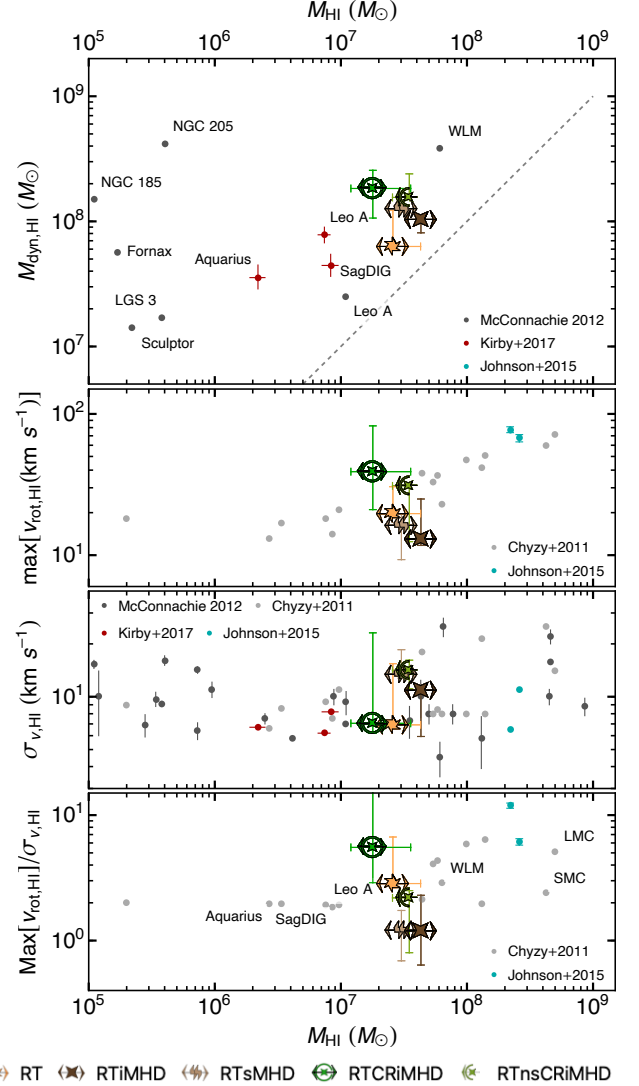 M_HI (M_⊙)
10^5 10^6 10^7 10^8 10^9
10^9
10^8
10^7
M_dyn,HI (M_⊙)
NGC 205
WLM
NGC 185
Leo A
Fornax
Aquarius
SagDIG
LGS 3
Leo A
Sculptor
McConnachie 2012
Kirby+2017
Johnson+2015
10^2
10^1
max[v_rot,HI(km s^−1)]
Chyzy+2011
Johnson+2015
McConnachie 2012 Chyzy+2011
Kirby+2017 Johnson+2015
10^1
σ_v,HI (km s^−1)
10^1
10^0
Max[v_rot,HI]/σ_v,HI
LMC
WLM
Leo A
SMC
Aquarius
SagDIG
Chyzy+2011
Johnson+2015
10^5 10^6 10^7 10^8 10^9
M_HI (M_⊙)
RT RTiMHD RTsMHD RTCRiMHD RTnsCRiMHD